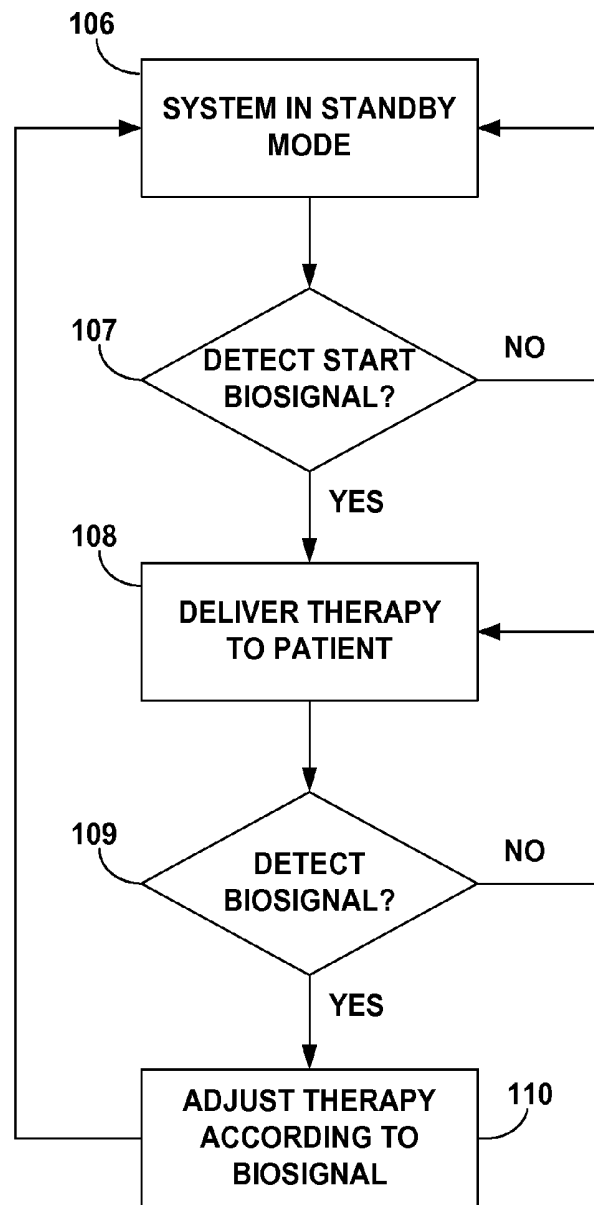 106
SYSTEM IN STANDBY
MODE
107
DETECT START
BIOSIGNAL?
NO
YES
108
DELIVER THERAPY
TO PATIENT
109
DETECT
BIOSIGNAL?
NO
YES
ADJUST THERAPY
ACCORDING TO
BIOSIGNAL
110